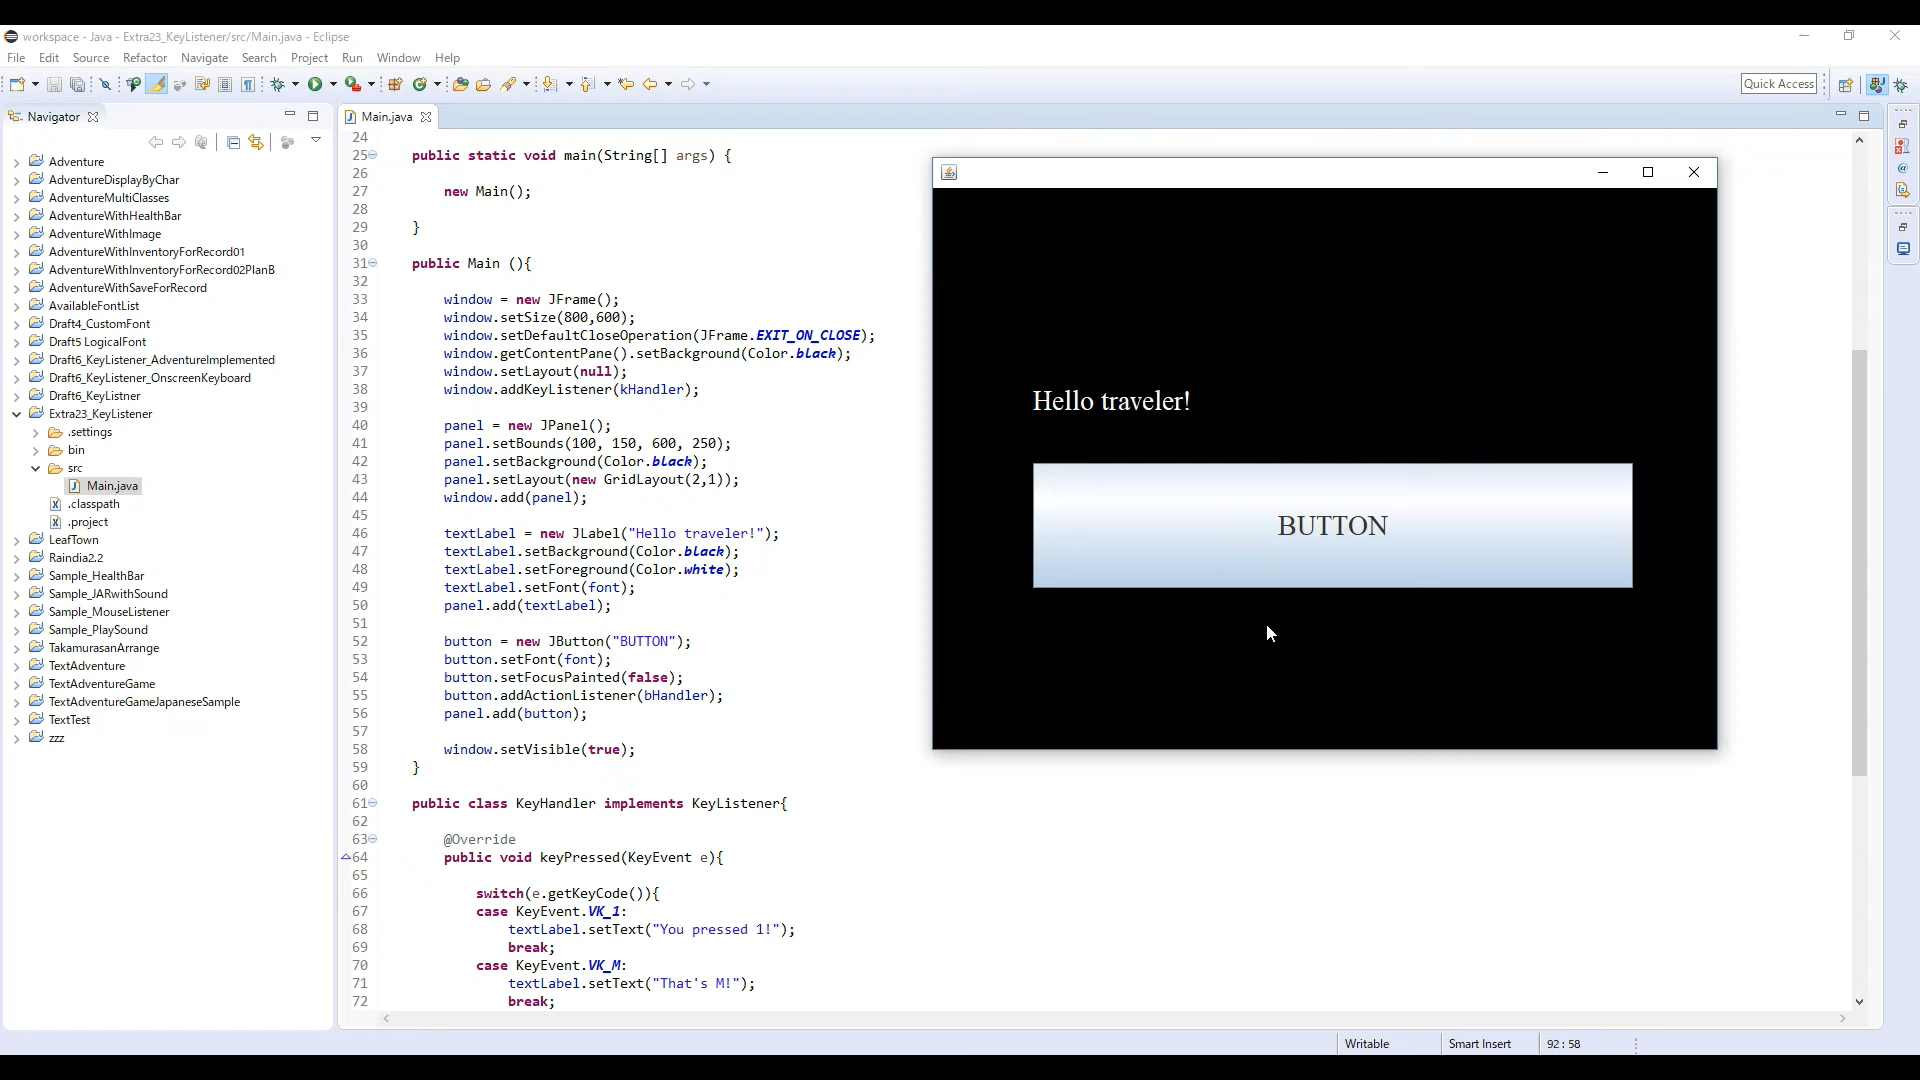 workspace - Java - Extra23_KeyListener/src/Main.java - Eclipse
File Edit Source Refactor Navigate Search Project Run Window Help
Quick Access
Navigator
Adventure
AdventureDisplayByChar
AdventureMultiClasses
AdventureWithHealthBar
AdventureWithImage
AdventureWithInventoryForRecord01
AdventureWithInventoryForRecord02PlanB
AdventureWithSaveForRecord
AvailableFontList
Draft4_CustomFont
Draft5 LogicalFont
Draft6_KeyListener_AdventureImplemented
Draft6_KeyListener_OnscreenKeyboard
Draft6_KeyListner
Extra23_KeyListener
.settings
bin
src
Main.java
.classpath
.project
LeafTown
Raindia2.2
Sample_HealthBar
Sample_JARwithSound
Sample_MouseListener
Sample_PlaySound
TakamurasanArrange
TextAdventure
TextAdventureGame
TextAdventureGameJapaneseSample
TextTest
zzz
Main.java
24
25 public static void main(String[] args) {
26
27 new Main();
28
29 }
30
31 public Main (){
32
33 window = new JFrame();
34 window.setSize(800,600);
35 window.setDefaultCloseOperation(JFrame.EXIT_ON_CLOSE);
36 window.getContentPane().setBackground(Color.black);
37 window.setLayout(null);
38 window.addKeyListener(kHandler);
39
40 panel = new JPanel();
41 panel.setBounds(100, 150, 600, 250);
42 panel.setBackground(Color.black);
43 panel.setLayout(new GridLayout(2,1));
44 window.add(panel);
45
46 textLabel = new JLabel("Hello traveler!");
47 textLabel.setBackground(Color.black);
48 textLabel.setForeground(Color.white);
49 textLabel.setFont(font);
50 panel.add(textLabel);
51
52 button = new JButton("BUTTON");
53 button.setFont(font);
54 button.setFocusPainted(false);
55 button.addActionListener(bHandler);
56 panel.add(button);
57
58 window.setVisible(true);
59 }
60
61 public class KeyHandler implements KeyListener{
62
63 @Override
64 public void keyPressed(KeyEvent e){
65
66 switch(e.getKeyCode()){
67 case KeyEvent.VK_1:
68 textLabel.setText("You pressed 1!");
69 break;
70 case KeyEvent.VK_M:
71 textLabel.setText("That's M!");
72 break;
Hello traveler!
BUTTON
Writable Smart Insert 92 : 58